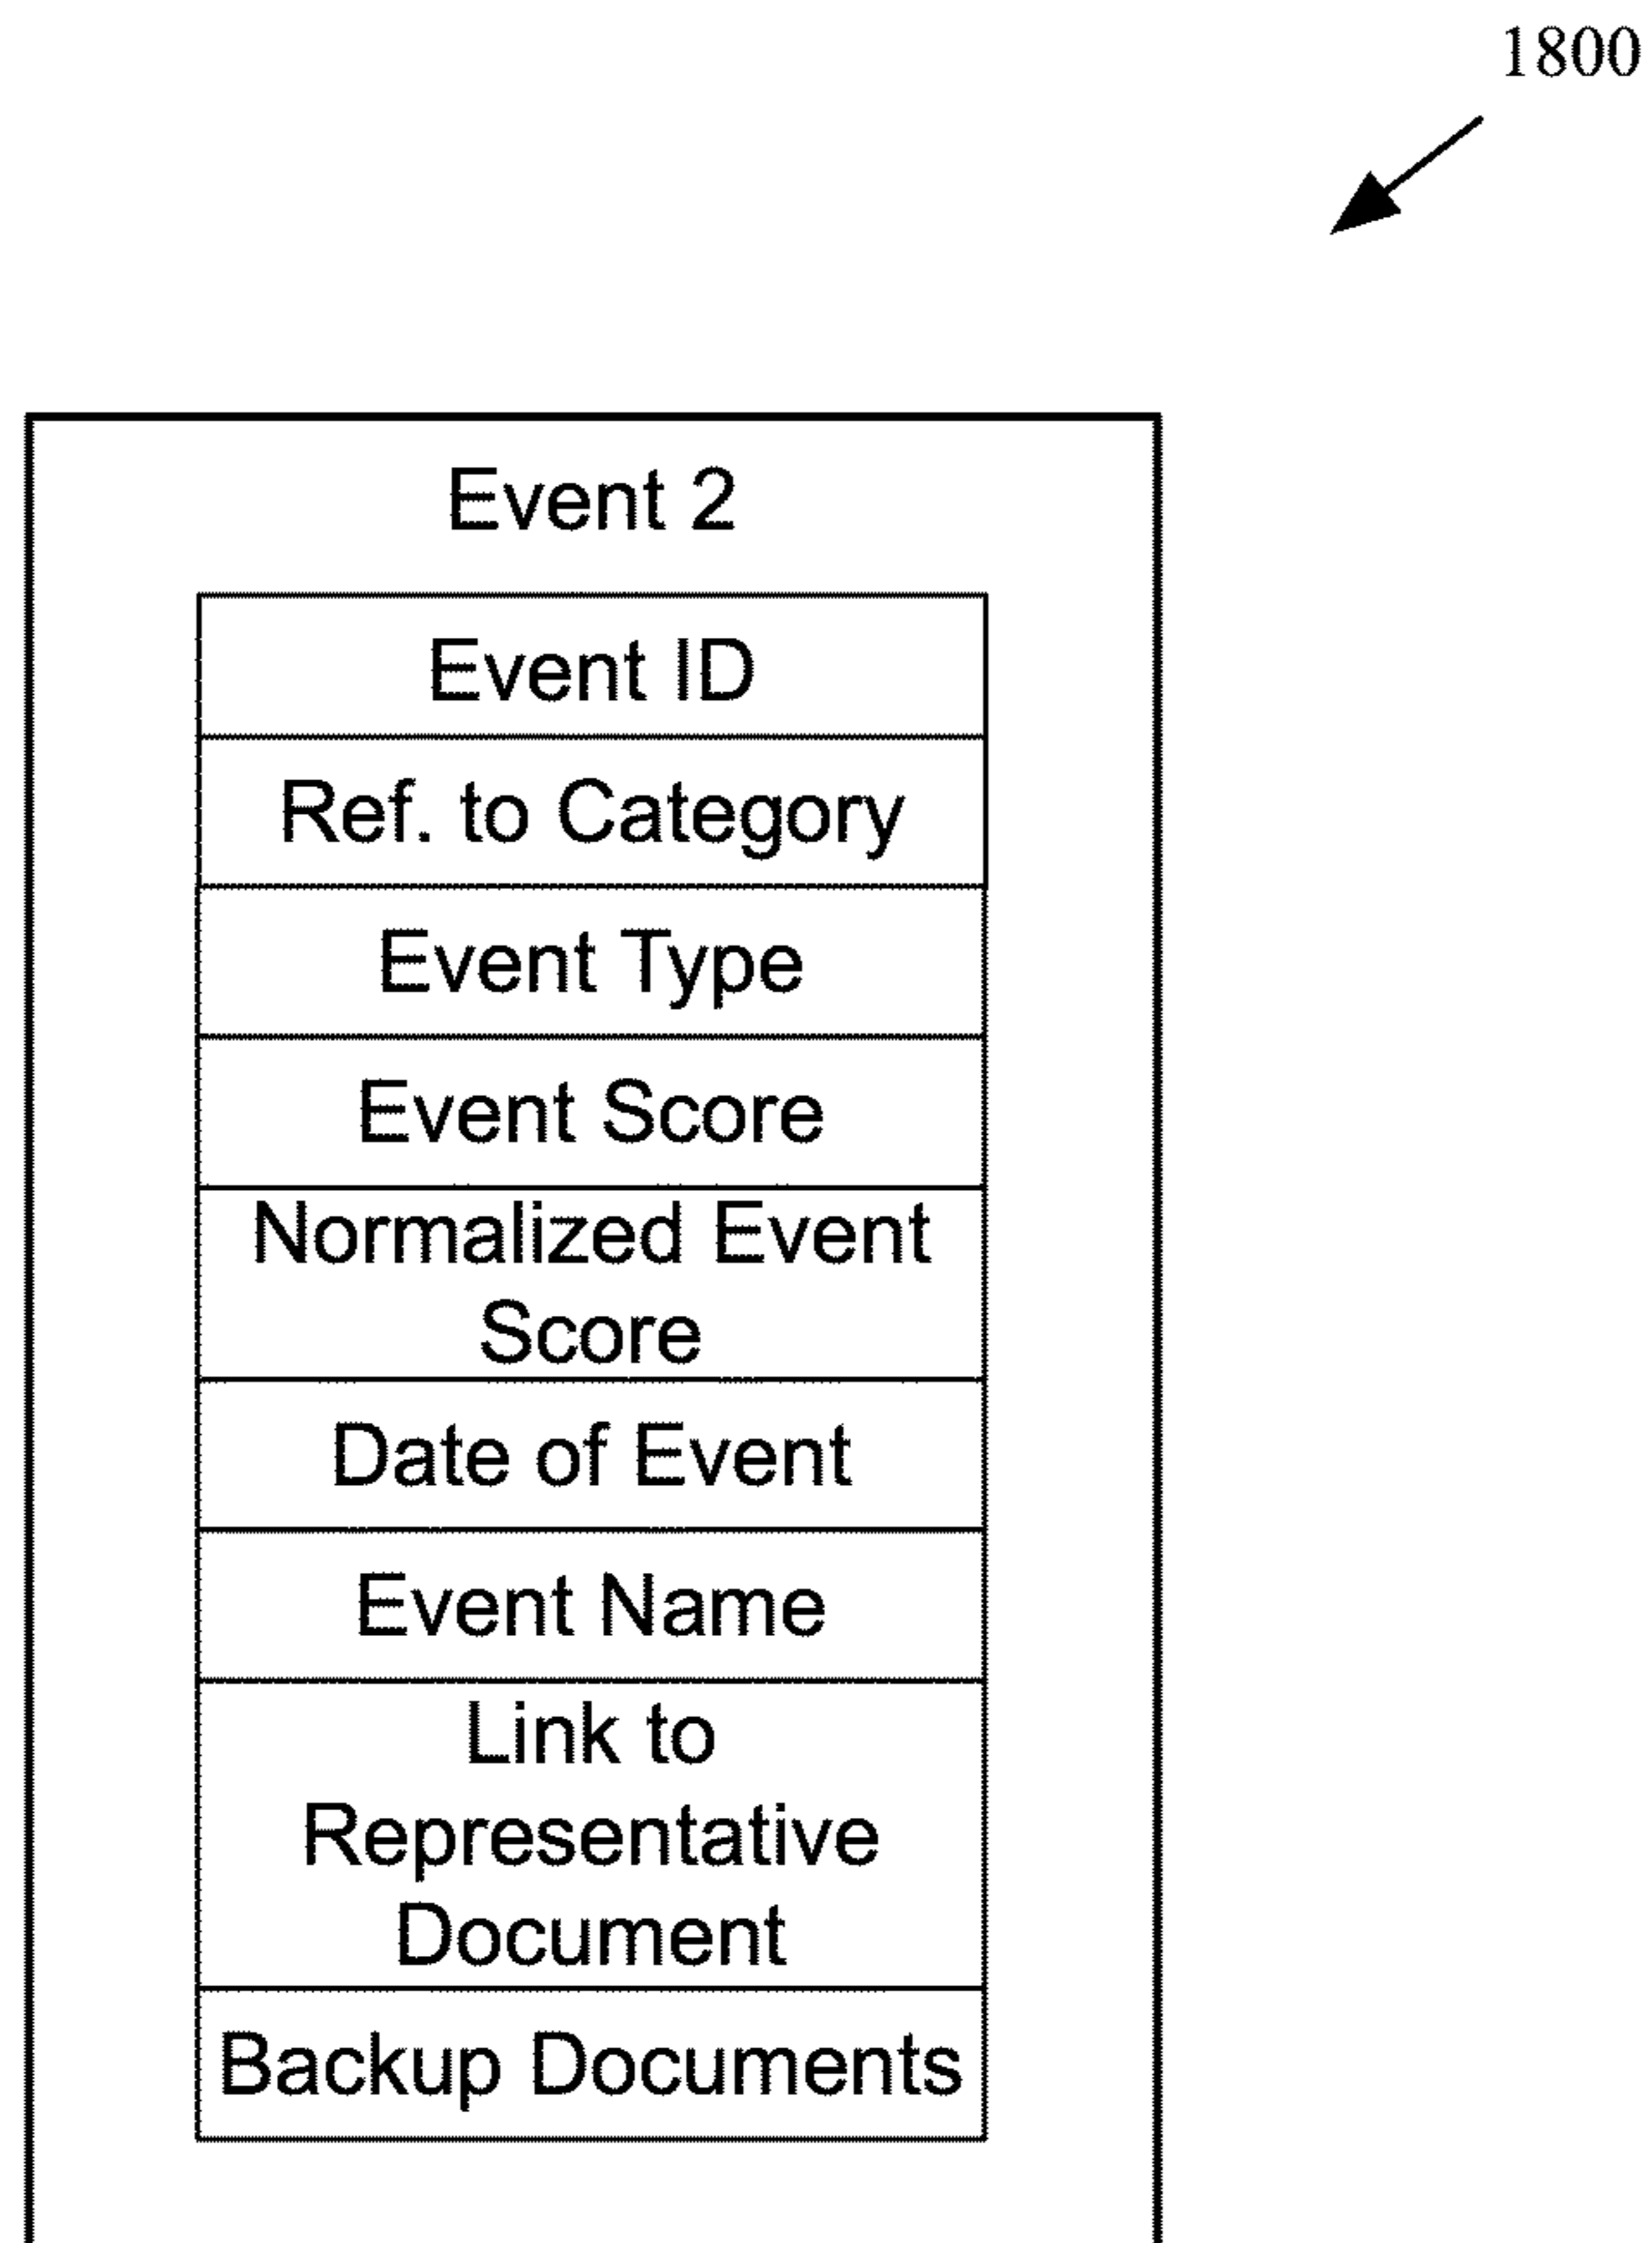 1800
Event 2
Event ID
Ref. to Category
Event Type
Event Score
Normalized Event
Score
Date of Event
Event Name
Link to
Representative
Document
Backup Documents